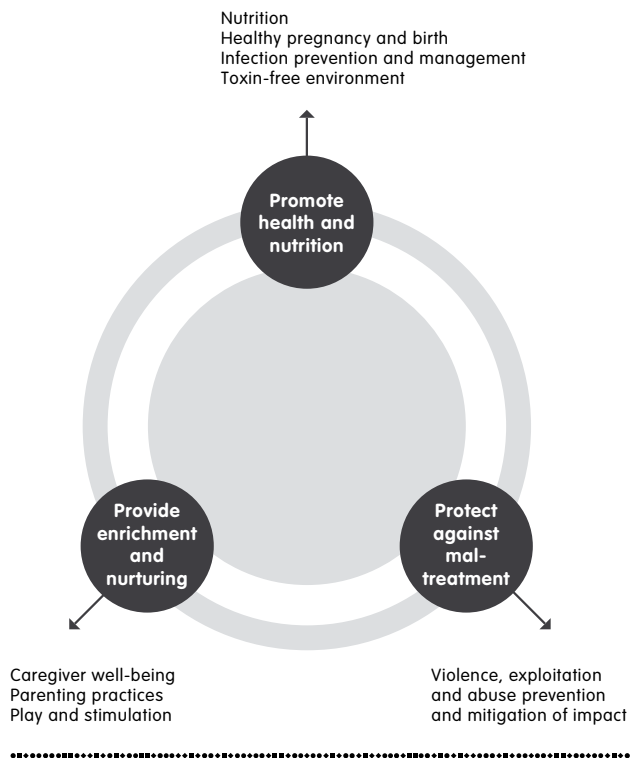 Nutrition
Healthy pregnancy and birth
Infection prevention and management
Toxin-free environment
Promote
health and
nutrition
Provide
enrichment
and
nurturing
Protect
against
mal-
treatment
Caregiver well-being
Parenting practices
Play and stimulation
Violence, exploitation
and abuse prevention
and mitigation of impact